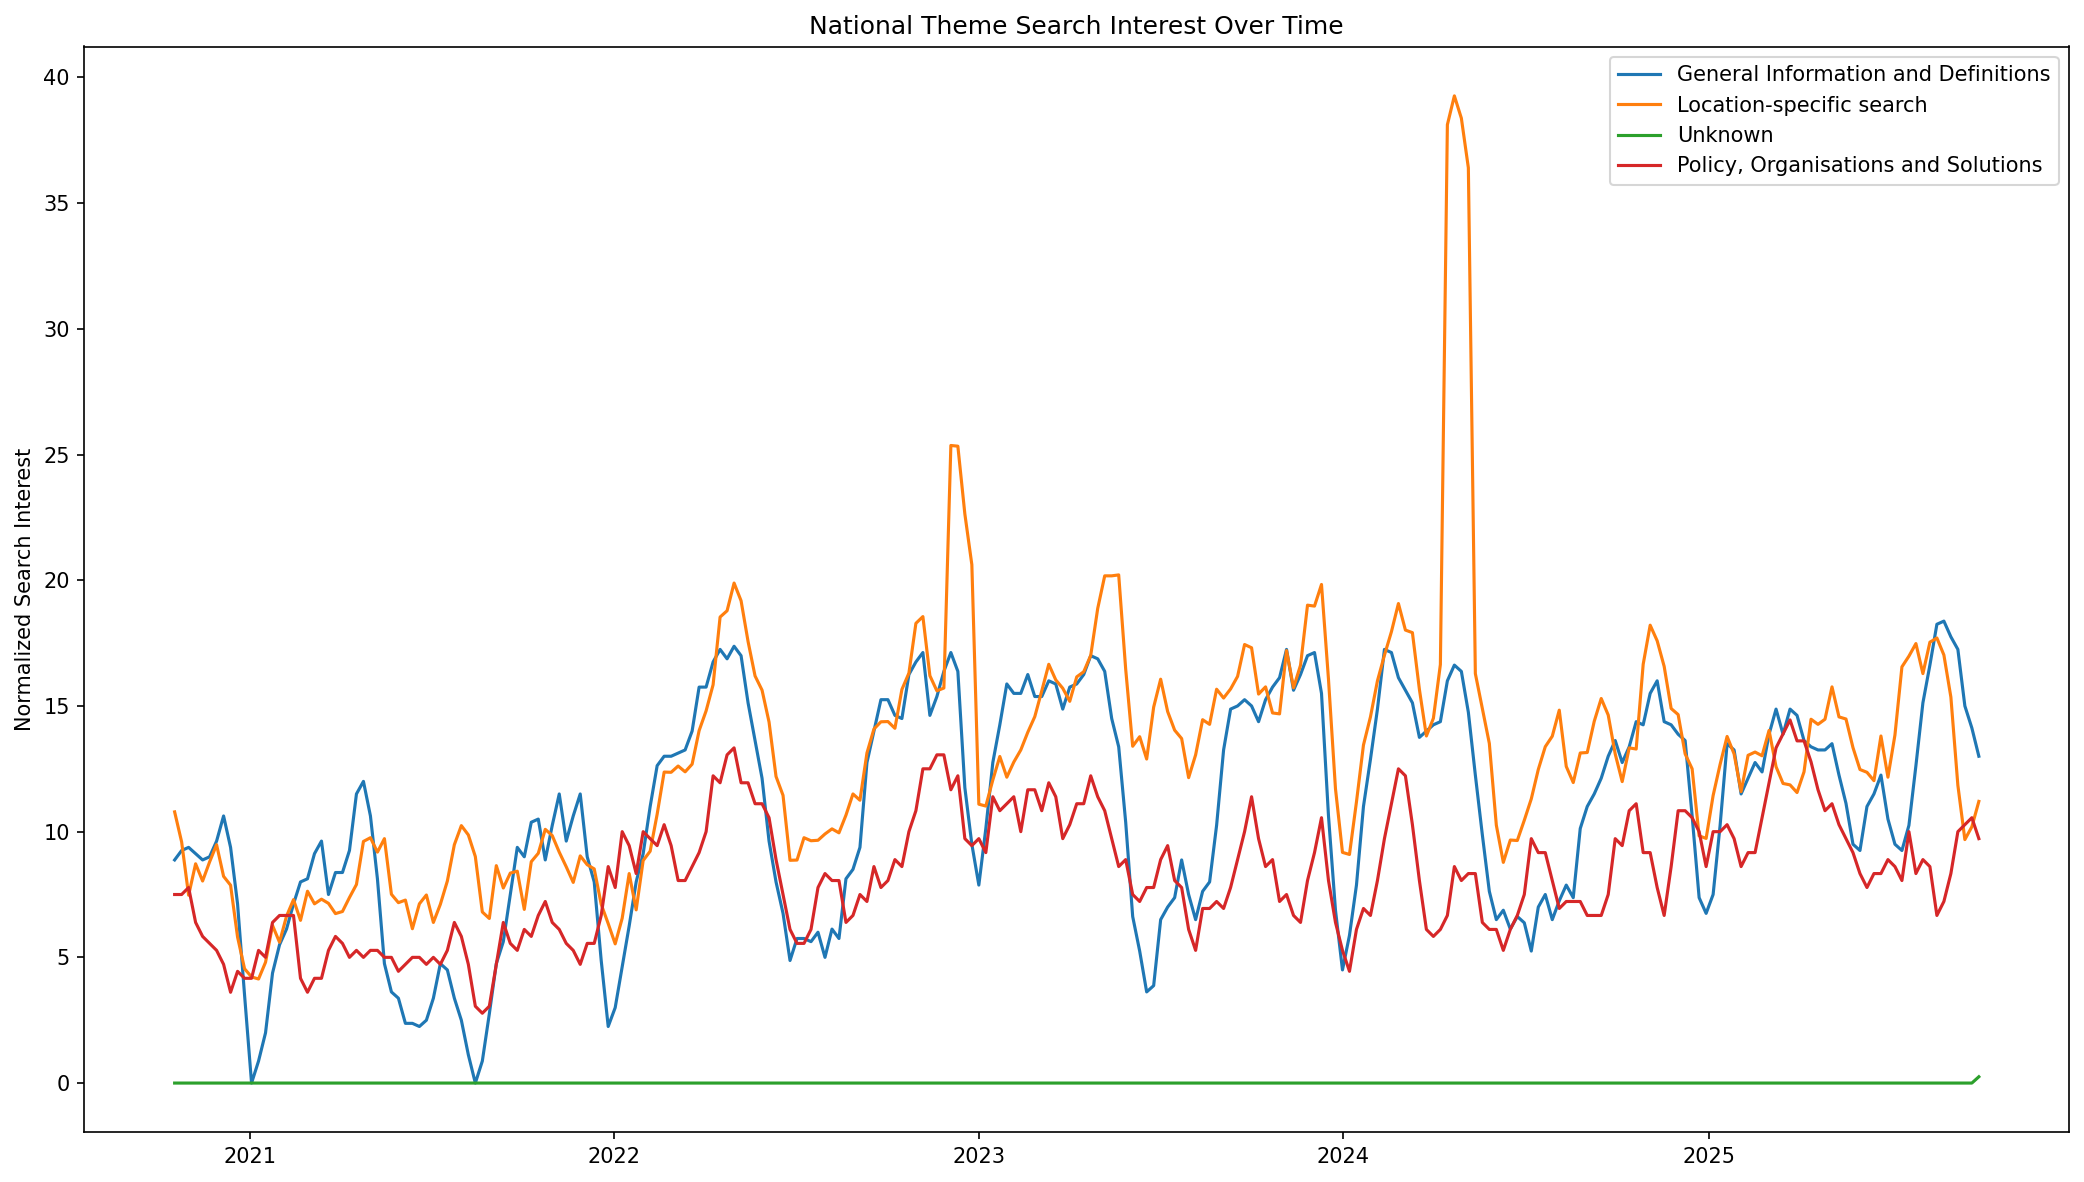 National Theme Search Interest Over Time
General Information and Definitions
Location-specific search
Unknown
Policy, Organisations and Solutions
Normalized Search Interest
40
35
30
25
20
15
10
5
0
2021
2022
2023
2024
2025